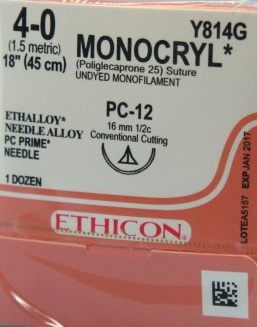 4-0
(1.5 metric)
18" (45 cm)
Y814G
MONOCRYL*
(Poliglecaprone 25) Suture
UNDYED MONOFILAMENT
ETHALLOY*
NEEDLE ALLOY
PC PRIME*
NEEDLE
1 DOZEN
PC-12
16 mm 1/2c
Conventional Cutting
ETHICON
LOTEA5157 EXP JAN 2017